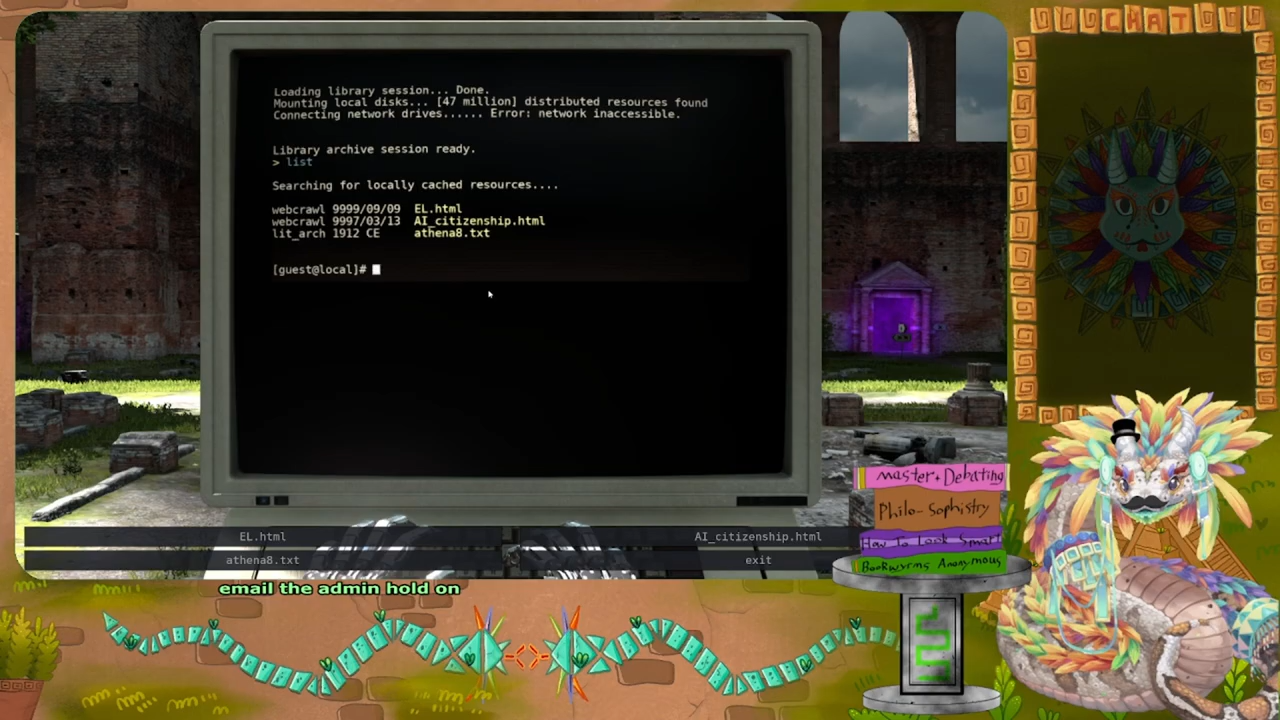 Loading library session... Done.
Mounting local disks... [47 million] distributed resources found
Connecting network drives...... Error: network inaccessible.
Library archive session ready.
> list
Searching for locally cached resources....
webcrawl 9999/09/09 EL.html
webcrawl 9997/03/13 AI_citizenship.html
lit_arch 1912 CE athena8.txt
[guest@local]#
EL.html
AI_citizenship.html
athena8.txt
exit
email the admin hold on
CHAT
Master+Debating
Philo-Sophistry
How To Look Smart
Bookwyrms Anonymous